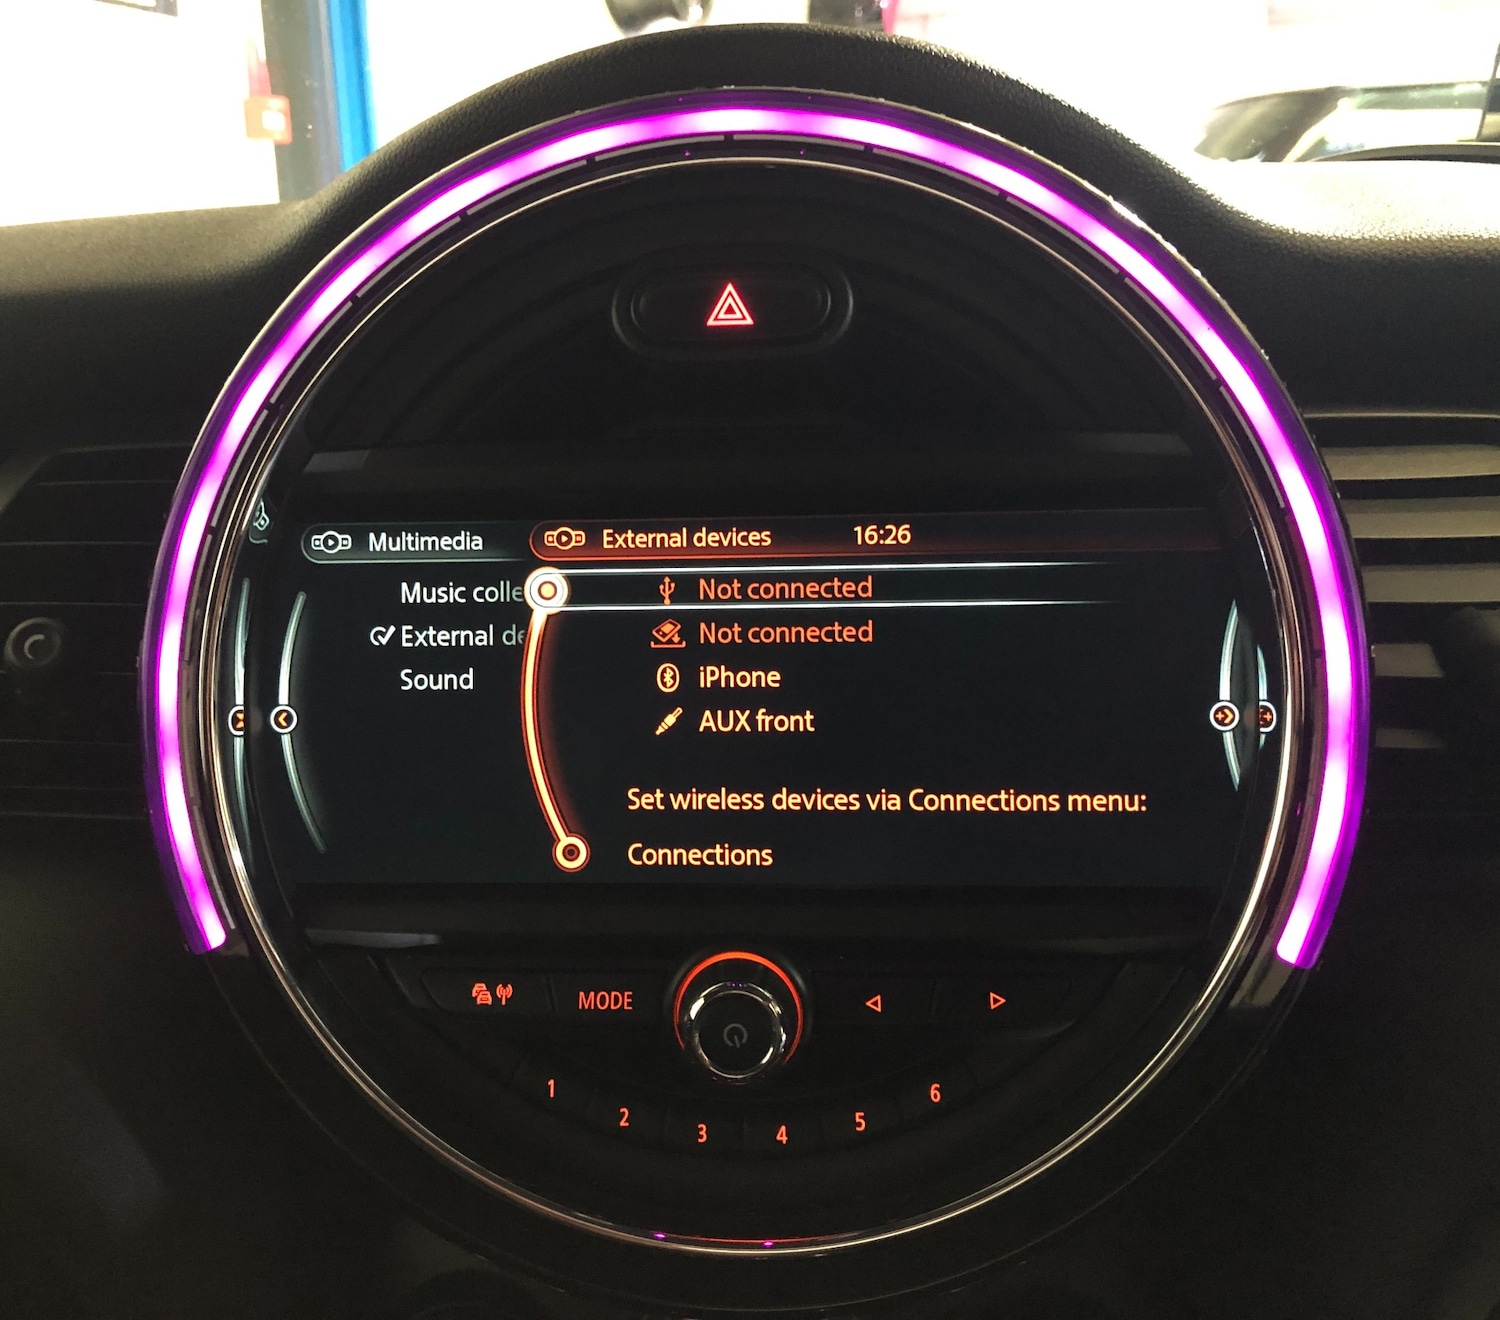 Multimedia
External devices 16:26
Music colle
External de
Sound
Not connected
Not connected
iPhone
AUX front
Set wireless devices via Connections menu:
Connections
MODE
1 2 3 4 5 6